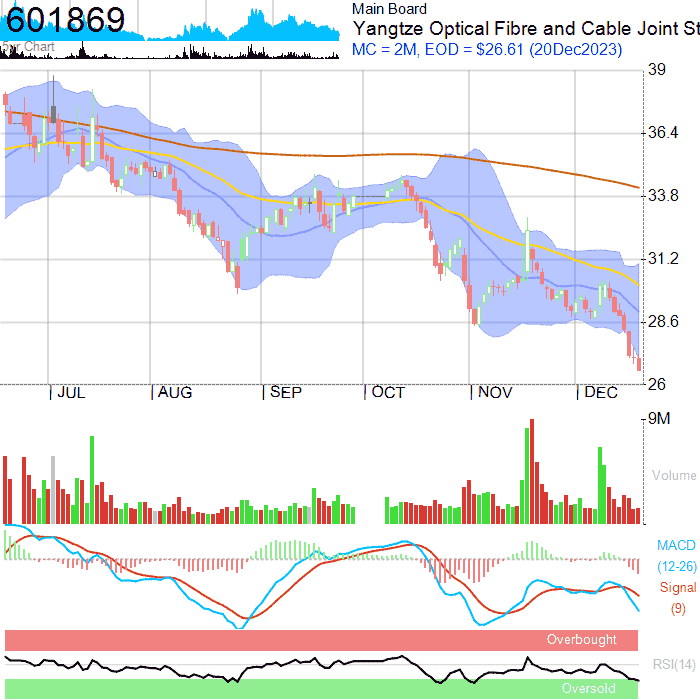 601869
5yr Chart
Main Board
Yangtze Optical Fibre and Cable Joint St
MC = 2M, EOD = $26.61 (20Dec2023)
39
36.4
33.8
31.2
28.6
26
JUL AUG SEP OCT NOV DEC
9M
Volume
MACD
(12-26)
Signal
(9)
Overbought
RSI(14)
Oversold